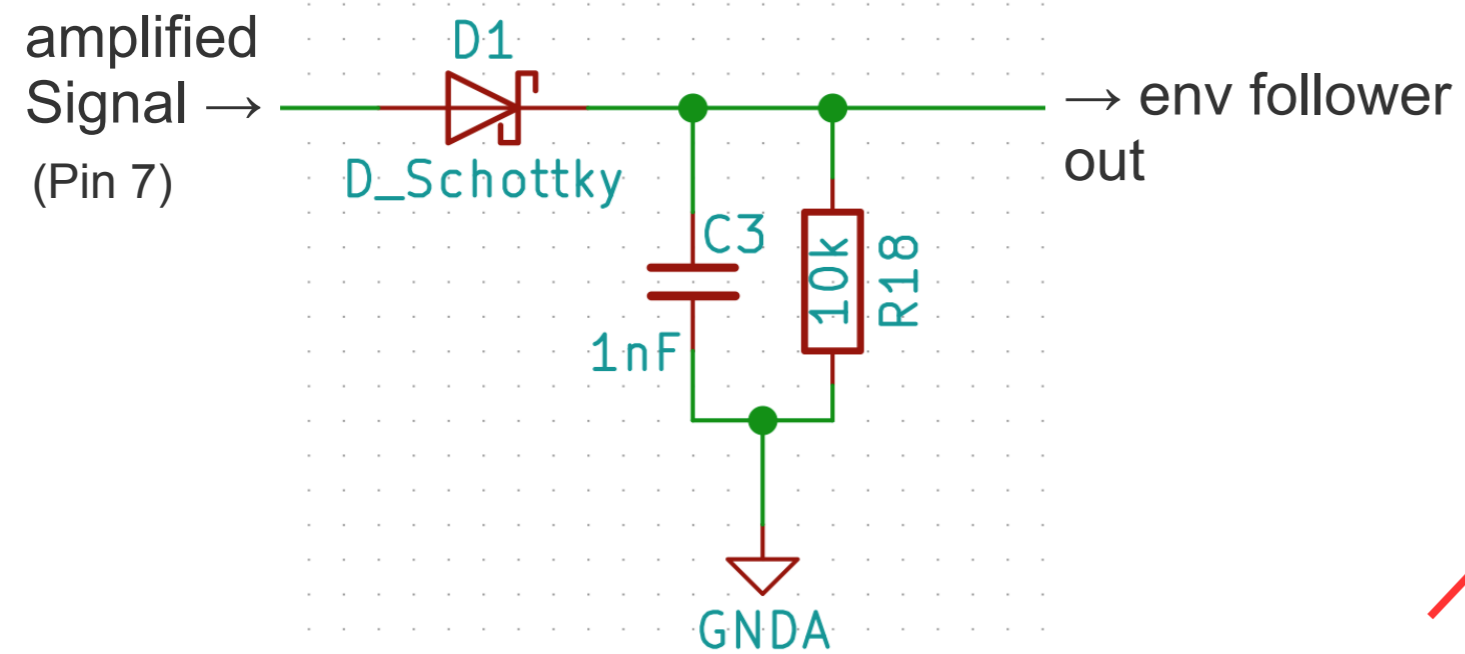 amplified
Signal →
(Pin 7)
D1
D_Schottky
→ env follower
out
C3
1nF
10k
R18
GNDA